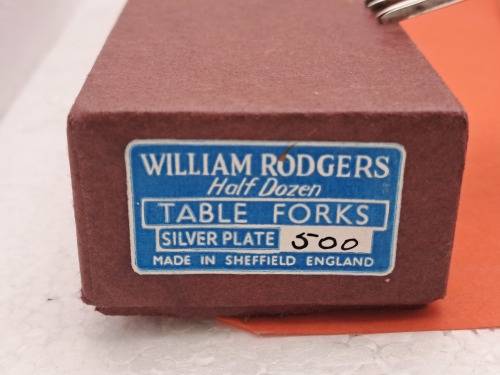 WILLIAM RODGERS
Half Dozen
TABLE FORKS
SILVER PLATE 500
MADE IN SHEFFIELD ENGLAND